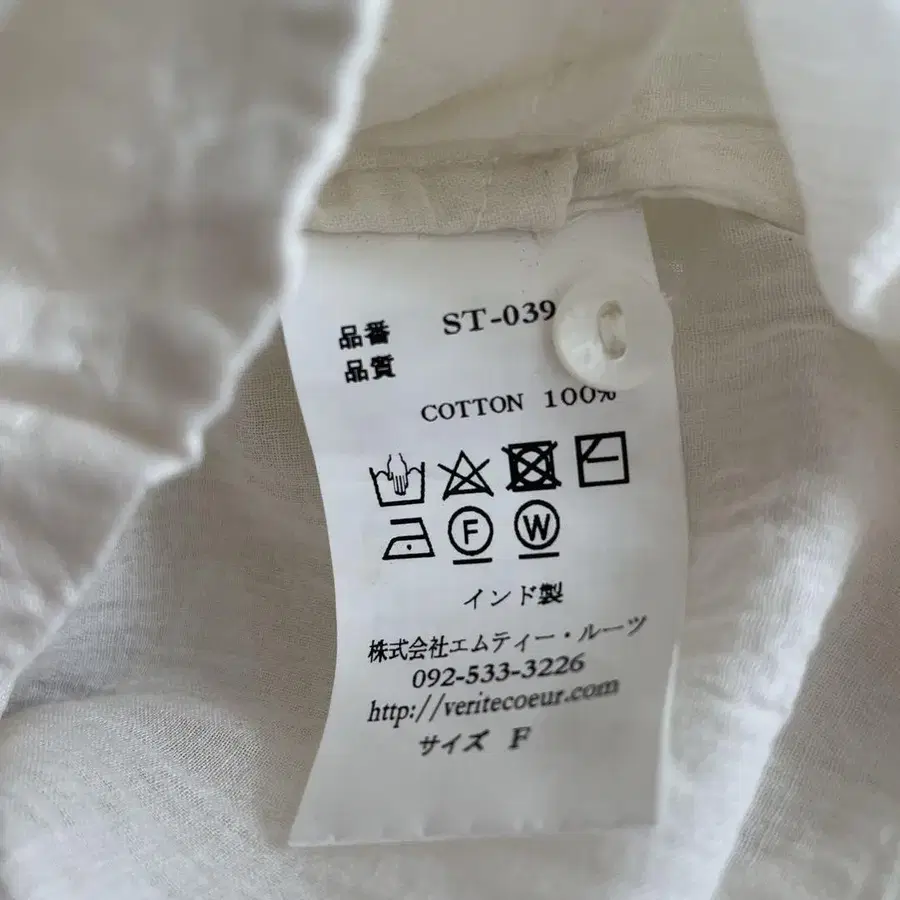 品番 ST-039
品質
COTTON 100%
F W
インド製
株式会社エムティー・ルーツ
092-533-3226
http://veritecoeur.com
サイズ F